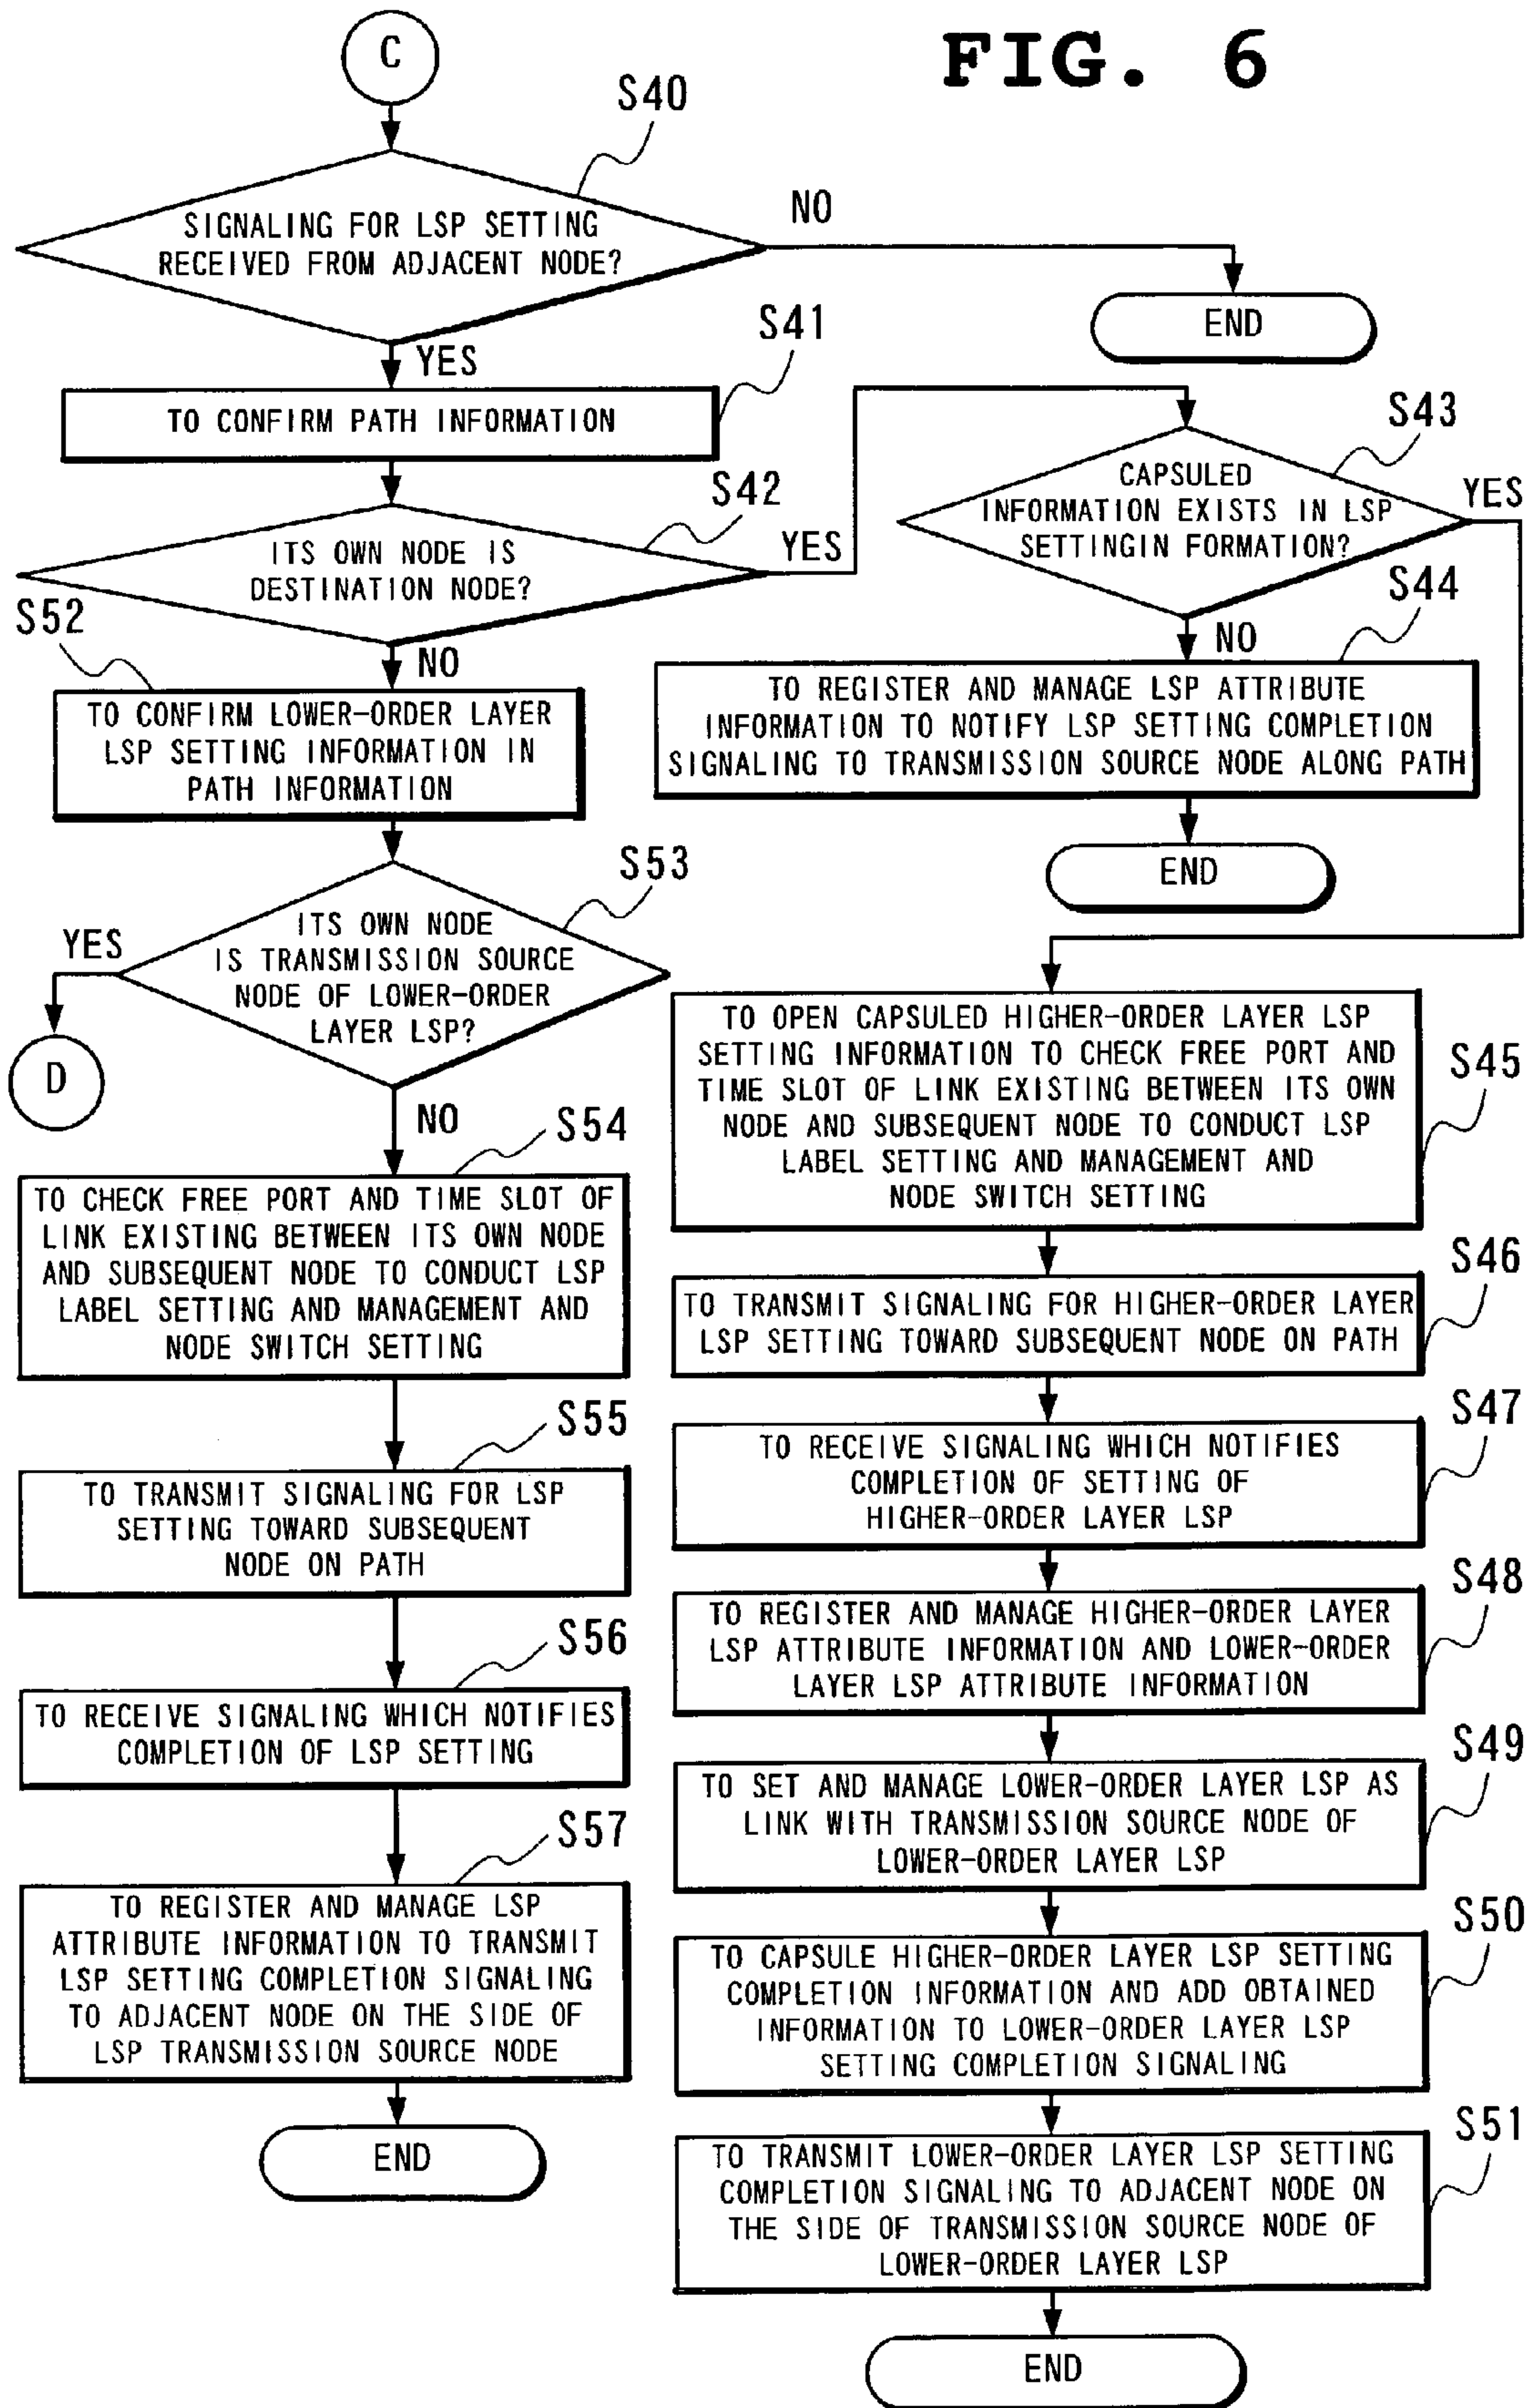 FIG. 6
C
S40
SIGNALING FOR LSP SETTING
RECEIVED FROM ADJACENT NODE?
NO
END
YES
S41
TO CONFIRM PATH INFORMATION
S42
ITS OWN NODE IS
DESTINATION NODE?
YES
S43
CAPSULED
INFORMATION EXISTS IN LSP
SETTINGIN FORMATION?
YES
NO
S44
TO REGISTER AND MANAGE LSP ATTRIBUTE
INFORMATION TO NOTIFY LSP SETTING COMPLETION
SIGNALING TO TRANSMISSION SOURCE NODE ALONG PATH
END
S52
NO
TO CONFIRM LOWER-ORDER LAYER
LSP SETTING INFORMATION IN
PATH INFORMATION
S53
ITS OWN NODE
IS TRANSMISSION SOURCE
NODE OF LOWER-ORDER
LAYER LSP?
YES
D
NO
S54
TO CHECK FREE PORT AND TIME SLOT OF
LINK EXISTING BETWEEN ITS OWN NODE
AND SUBSEQUENT NODE TO CONDUCT LSP
LABEL SETTING AND MANAGEMENT AND
NODE SWITCH SETTING
S55
TO TRANSMIT SIGNALING FOR LSP
SETTING TOWARD SUBSEQUENT
NODE ON PATH
S56
TO RECEIVE SIGNALING WHICH NOTIFIES
COMPLETION OF LSP SETTING
S57
TO REGISTER AND MANAGE LSP
ATTRIBUTE INFORMATION TO TRANSMIT
LSP SETTING COMPLETION SIGNALING
TO ADJACENT NODE ON THE SIDE OF
LSP TRANSMISSION SOURCE NODE
END
S45
TO OPEN CAPSULED HIGHER-ORDER LAYER LSP
SETTING INFORMATION TO CHECK FREE PORT AND
TIME SLOT OF LINK EXISTING BETWEEN ITS OWN
NODE AND SUBSEQUENT NODE TO CONDUCT LSP
LABEL SETTING AND MANAGEMENT AND
NODE SWITCH SETTING
S46
TO TRANSMIT SIGNALING FOR HIGHER-ORDER LAYER
LSP SETTING TOWARD SUBSEQUENT NODE ON PATH
S47
TO RECEIVE SIGNALING WHICH NOTIFIES
COMPLETION OF SETTING OF
HIGHER-ORDER LAYER LSP
S48
TO REGISTER AND MANAGE HIGHER-ORDER LAYER
LSP ATTRIBUTE INFORMATION AND LOWER-ORDER
LAYER LSP ATTRIBUTE INFORMATION
S49
TO SET AND MANAGE LOWER-ORDER LAYER LSP AS
LINK WITH TRANSMISSION SOURCE NODE OF
LOWER-ORDER LAYER LSP
S50
TO CAPSULE HIGHER-ORDER LAYER LSP SETTING
COMPLETION INFORMATION AND ADD OBTAINED
INFORMATION TO LOWER-ORDER LAYER LSP
SETTING COMPLETION SIGNALING
S51
TO TRANSMIT LOWER-ORDER LAYER LSP SETTING
COMPLETION SIGNALING TO ADJACENT NODE ON
THE SIDE OF TRANSMISSION SOURCE NODE OF
LOWER-ORDER LAYER LSP
END